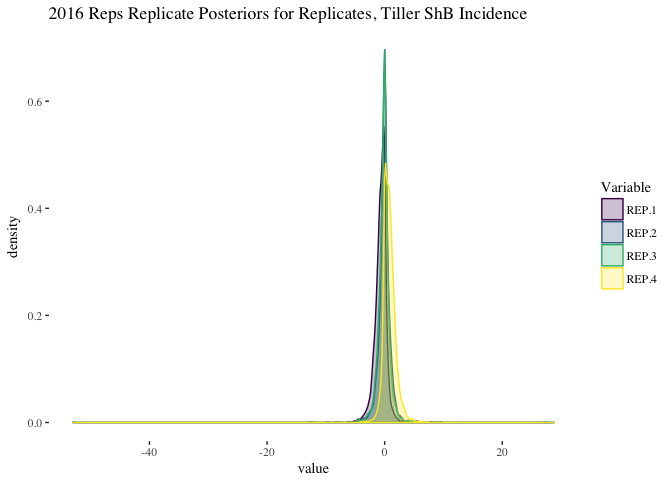 2016 Reps Replicate Posteriors for Replicates, Tiller ShB Incidence
0.6
0.4
0.2
0.0
density
-40
-20
0
20
value
Variable
REP.1
REP.2
REP.3
REP.4